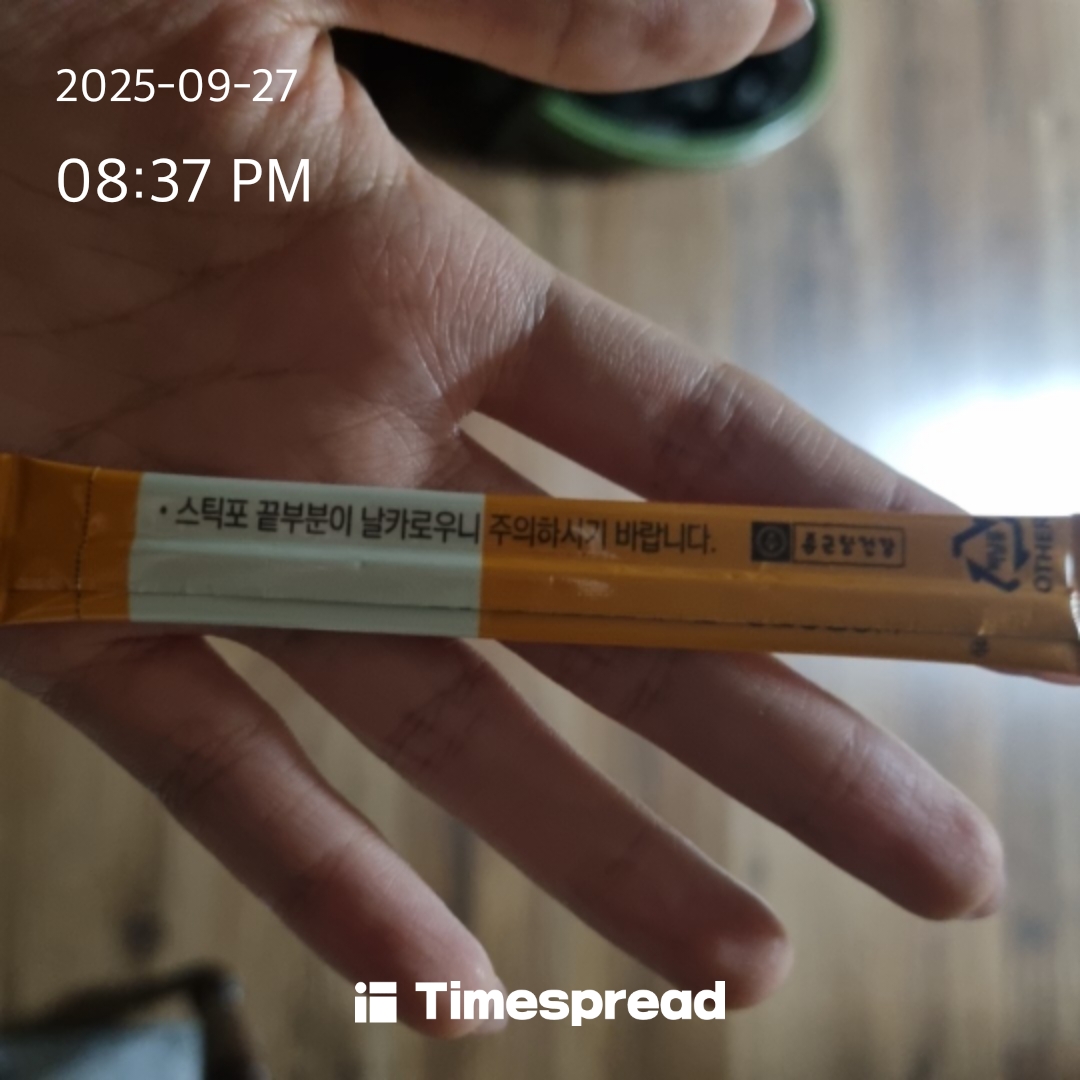 2025-09-27
08:37 PM
• 스틱포 끝부분이 날카로우니 주의하시기 바랍니다.
종근당건강
OTHER
Timespread